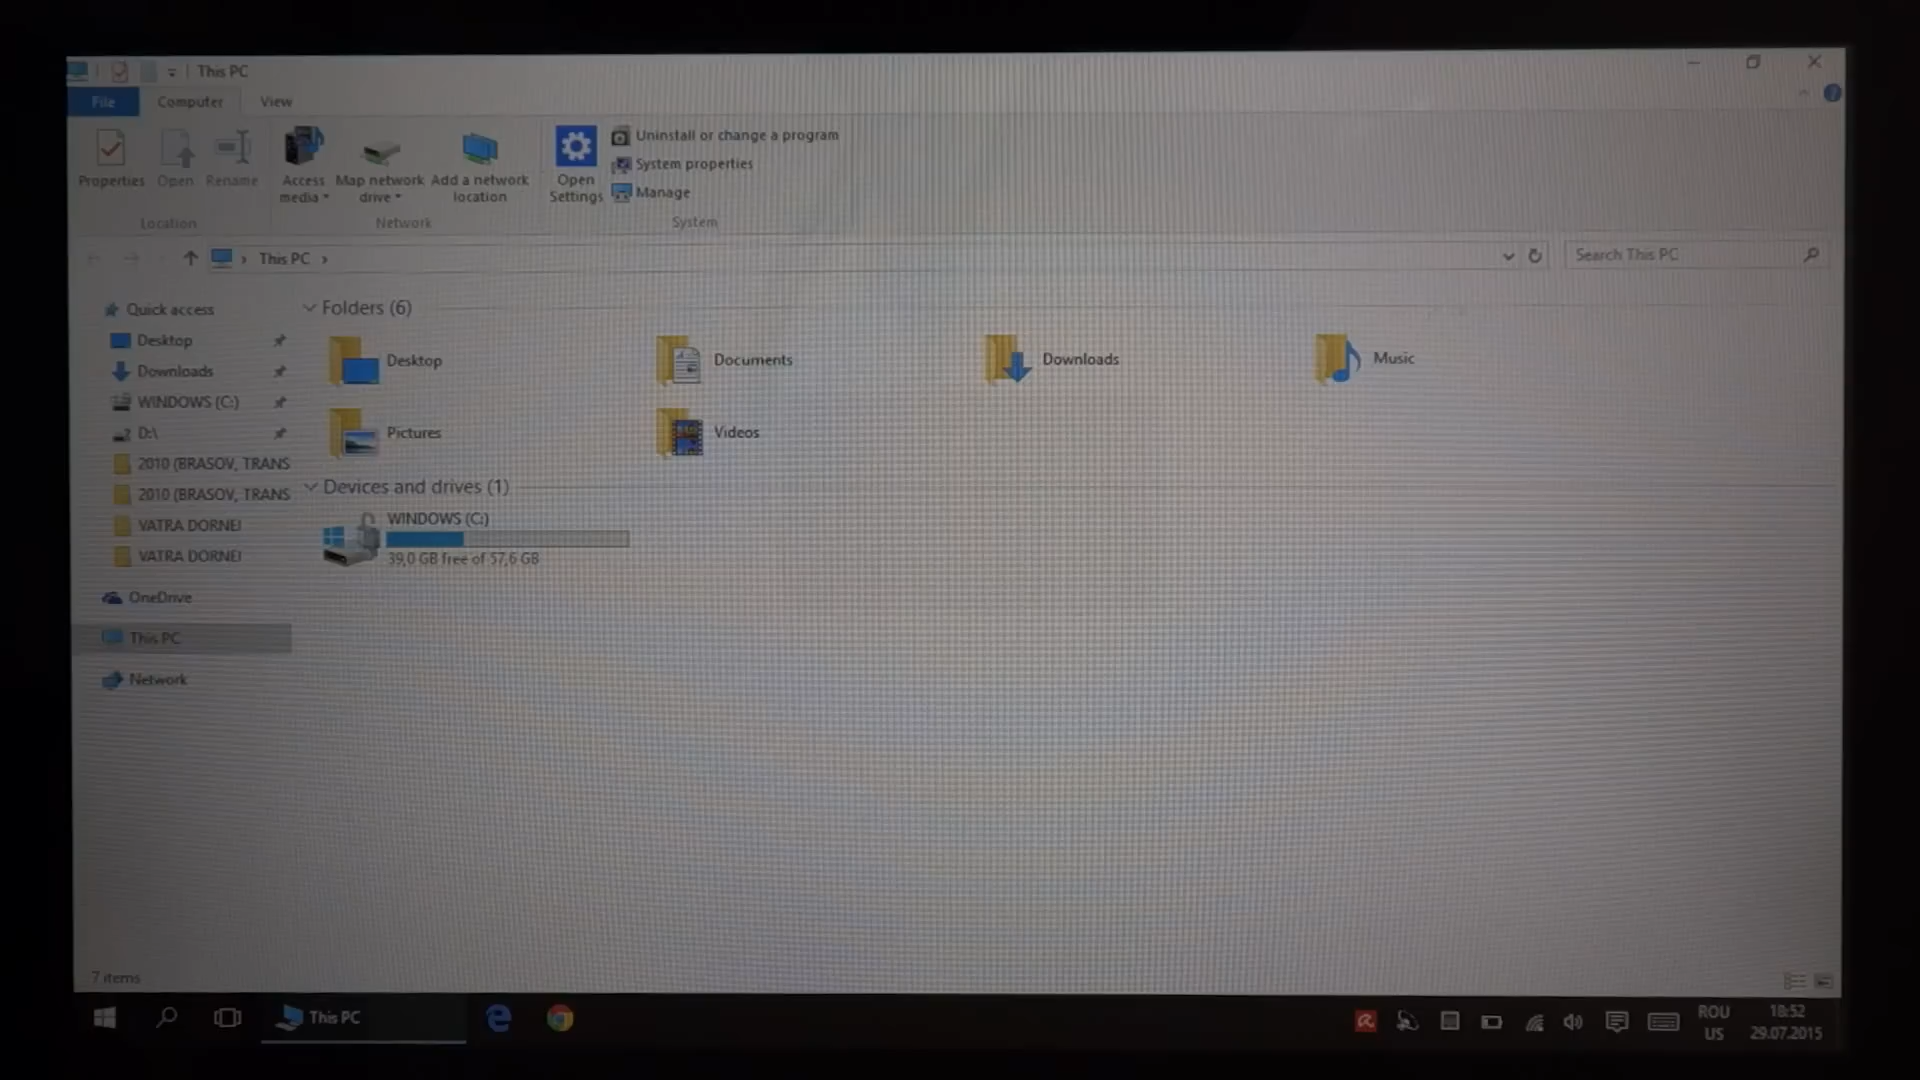 This PC
File Computer View
Uninstall or change a program
System properties
Manage
Properties Open Rename
Access media
Map network drive
Add a network location
Open Settings
Location Network System
This PC
Search This PC
Quick access
Desktop
Downloads
WINDOWS (C:)
D:\
2010 (BRASOV, TRANS
2010 (BRASOV, TRANS
VATRA DORNEI
VATRA DORNEI
OneDrive
This PC
Network
Folders (6)
Desktop Documents Downloads Music
Pictures Videos
Devices and drives (1)
WINDOWS (C:)
39,0 GB free of 57,6 GB
7 items
This PC
ROU
US
18:52
29.07.2015